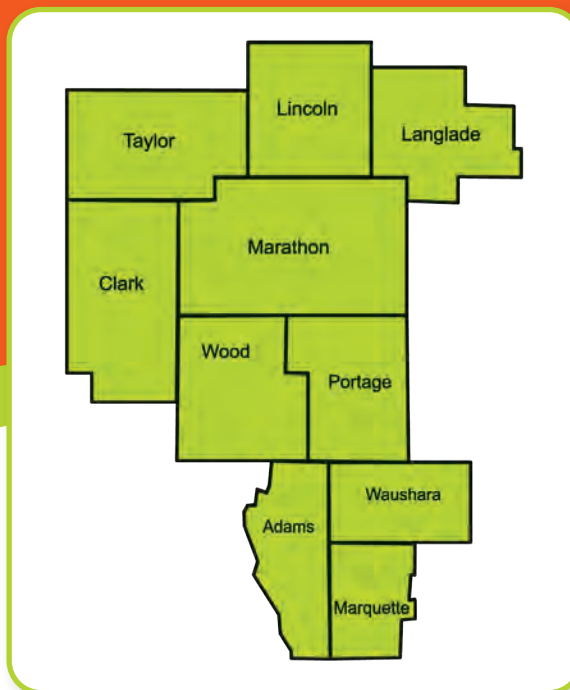 Lincoln
Taylor
Langlade
Marathon
Clark
Wood
Portage
Waushara
Adams
Marquette